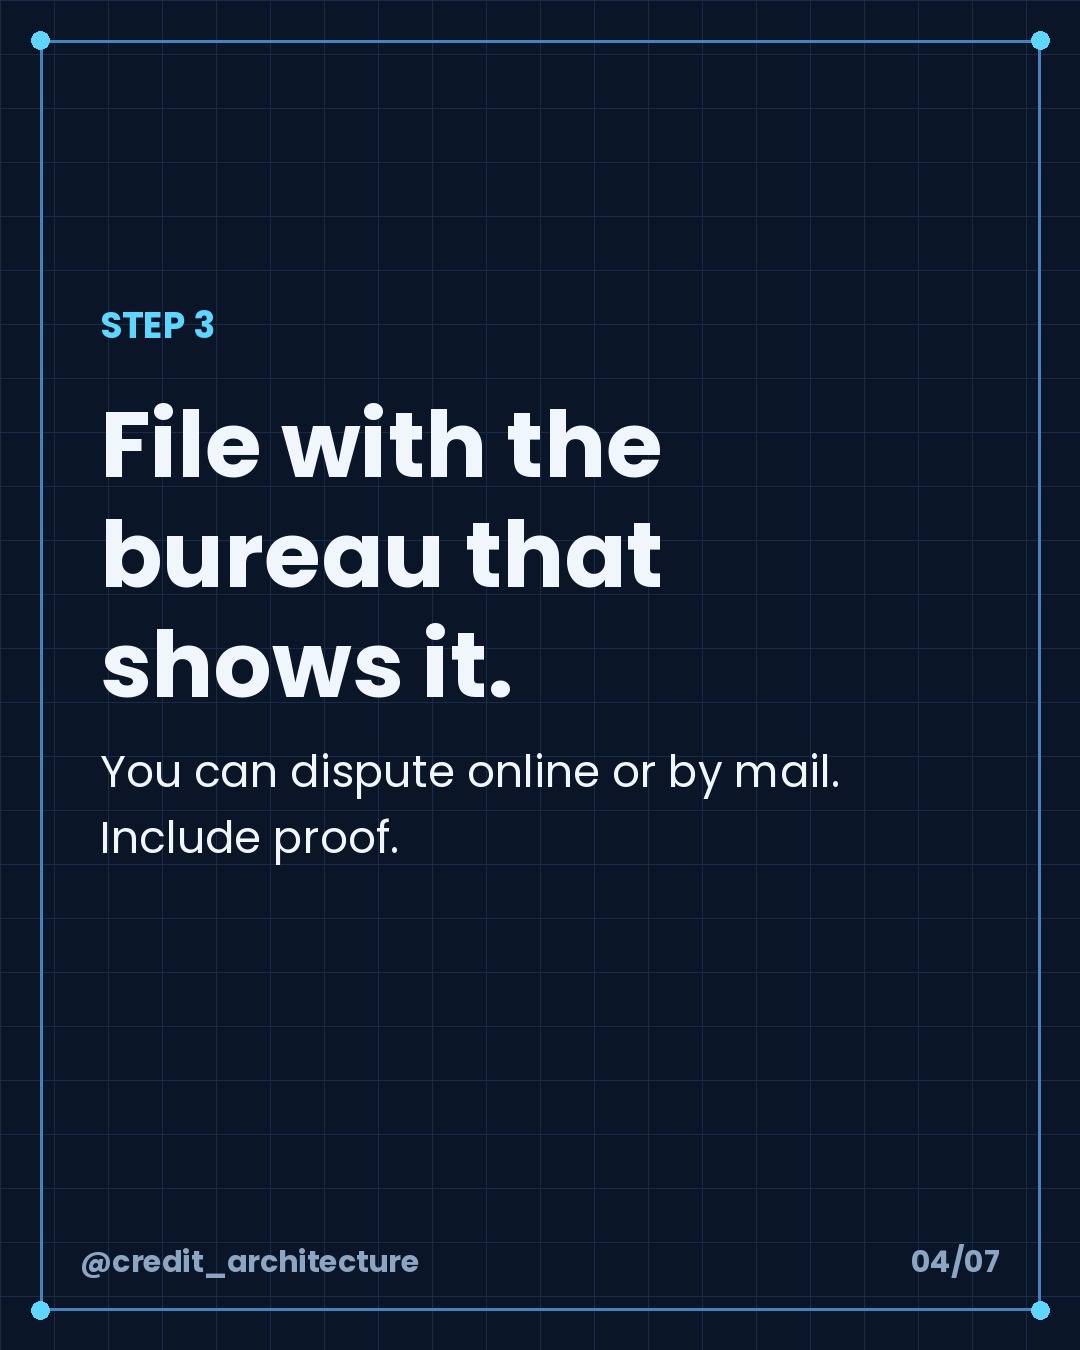 STEP 3
File with the
bureau that
shows it.
You can dispute online or by mail.
Include proof.
@credit_architecture
04/07